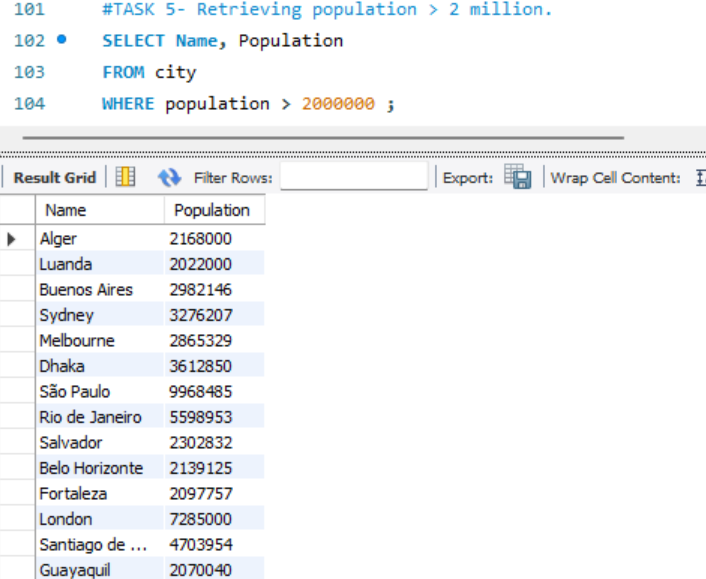 101 #TASK 5- Retrieving population > 2 million.
102 SELECT Name, Population
103 FROM city
104 WHERE population > 2000000 ;
Result Grid Filter Rows: Export: Wrap Cell Content:
Name Population
Alger 2168000
Luanda 2022000
Buenos Aires 2982146
Sydney 3276207
Melbourne 2865329
Dhaka 3612850
São Paulo 9968485
Rio de Janeiro 5598953
Salvador 2302832
Belo Horizonte 2139125
Fortaleza 2097757
London 7285000
Santiago de ... 4703954
Guayaquil 2070040